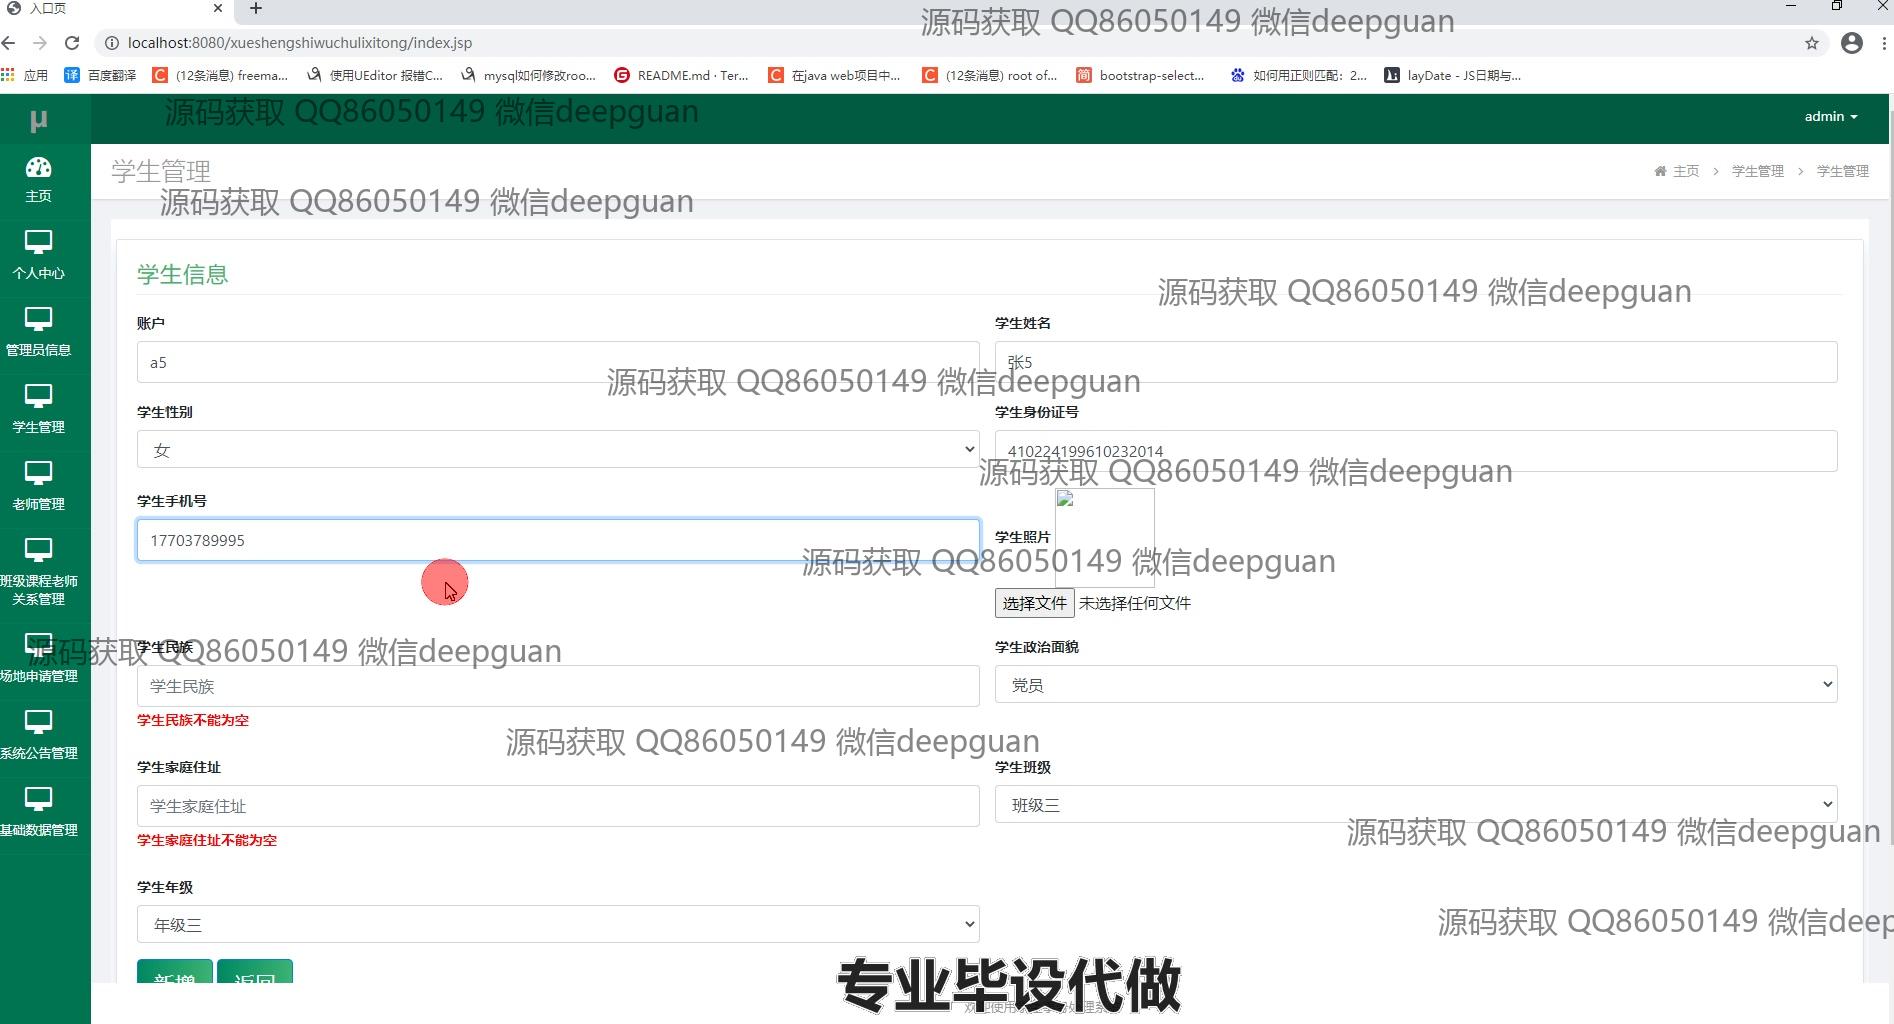 入口页
localhost:8080/xueshengshiwuchulixitong/index.jsp
源码获取 QQ86050149 微信deepguan
应用 百度翻译 (12条消息) freema... 使用UEditor 报错C... mysql如何修改roo... README.md · Ter... 在java web项目中... (12条消息) root of... bootstrap-select... 如何用正则匹配：2... layDate - JS日期与...
μ
源码获取 QQ86050149 微信deepguan
admin
主页
学生管理
主页 > 学生管理 > 学生管理
源码获取 QQ86050149 微信deepguan
个人中心
学生信息
源码获取 QQ86050149 微信deepguan
账户
学生姓名
管理员信息
a5
张5
源码获取 QQ86050149 微信deepguan
学生性别
学生身份证号
学生管理
女
410224199610232014
源码获取 QQ86050149 微信deepguan
学生手机号
老师管理
17703789995
学生照片
源码获取 QQ86050149 微信deepguan
班级课程老师
关系管理
选择文件 未选择任何文件
学生民族
学生政治面貌
源码获取 QQ86050149 微信deepguan
场地申请管理
学生民族
党员
学生民族不能为空
源码获取 QQ86050149 微信deepguan
系统公告管理
学生家庭住址
学生班级
学生家庭住址
班级三
基础数据管理
源码获取 QQ86050149 微信deepguan
学生家庭住址不能为空
学生年级
年级三
源码获取 QQ86050149 微信deep
新增 返回
专业毕设代做